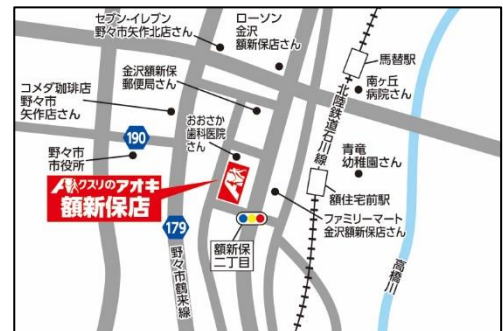 セブン-イレブン
野々市矢作北店さん
ローソン
金沢
額新保店さん
馬替駅
コメダ珈琲店
野々市
矢作店さん
金沢額新保
郵便局さん
南ヶ丘
病院さん
北陸鉄道石川線
190
おおさか
歯科医院
さん
野々市
市役所
青竜
幼稚園さん
クスリのアオキ
額新保店
額住宅前駅
179
ファミリーマート
金沢額新保店さん
額新保
二丁目
野々市鶴来線
高橋川